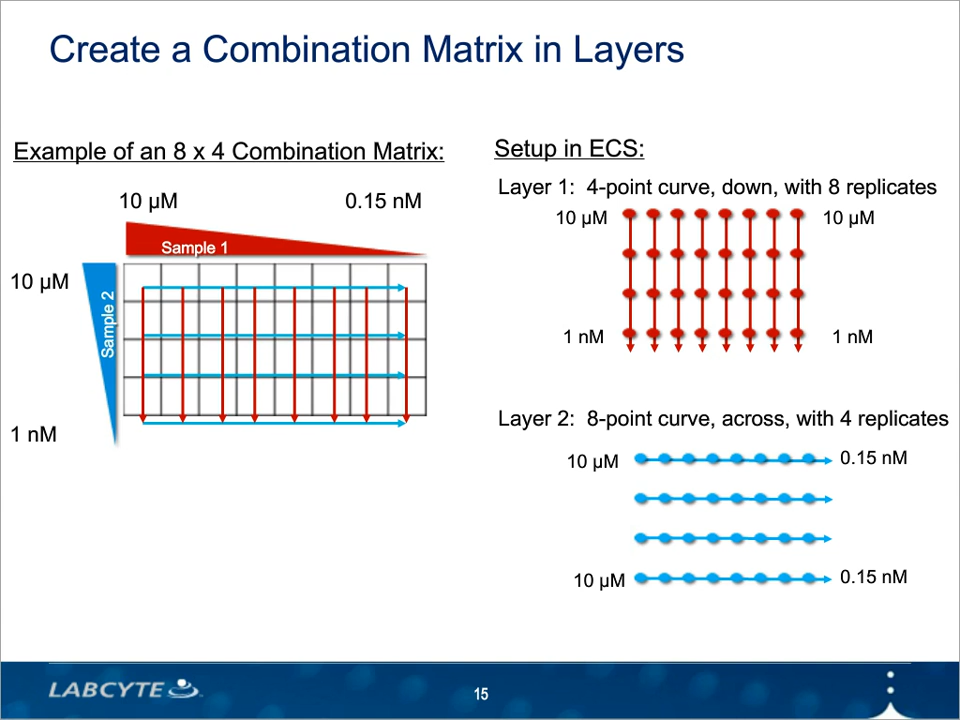 Create a Combination Matrix in Layers
Example of an 8 x 4 Combination Matrix:
10 µM
0.15 nM
Sample 1
10 µM
Sample 2
1 nM
Setup in ECS:
Layer 1: 4-point curve, down, with 8 replicates
10 µM
10 µM
1 nM
1 nM
Layer 2: 8-point curve, across, with 4 replicates
10 µM
0.15 nM
10 µM
0.15 nM
LABCYTE
15